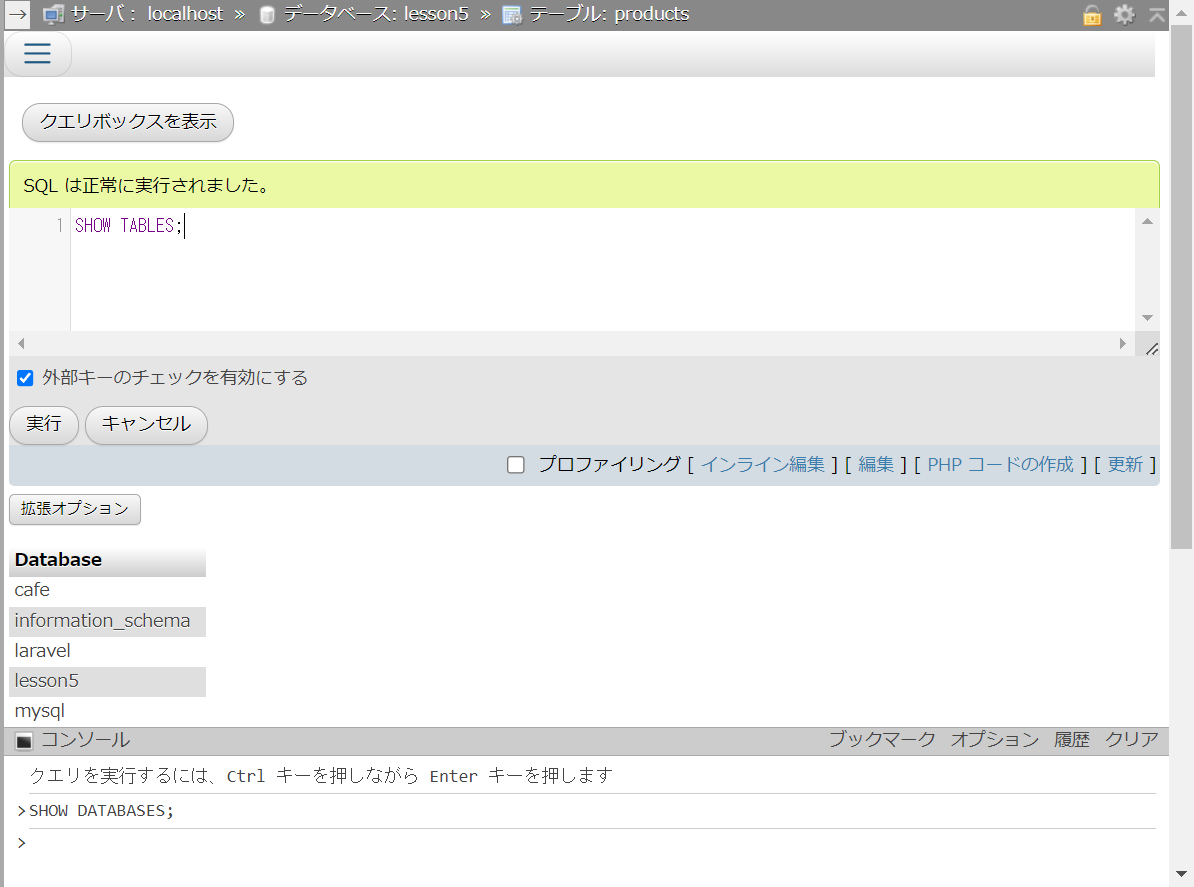 サーバ： localhost » データベース: lesson5 » テーブル: products
クエリボックスを表示
SQL は正常に実行されました。
1 SHOW TABLES;
外部キーのチェックを有効にする
実行 キャンセル
プロファイリング [ インライン編集 ] [ 編集 ] [ PHP コードの作成 ] [ 更新 ]
拡張オプション
Database
cafe
information_schema
laravel
lesson5
mysql
コンソール ブックマーク オプション 履歴 クリア
クエリを実行するには、Ctrl キーを押しながら Enter キーを押します
>SHOW DATABASES;
>